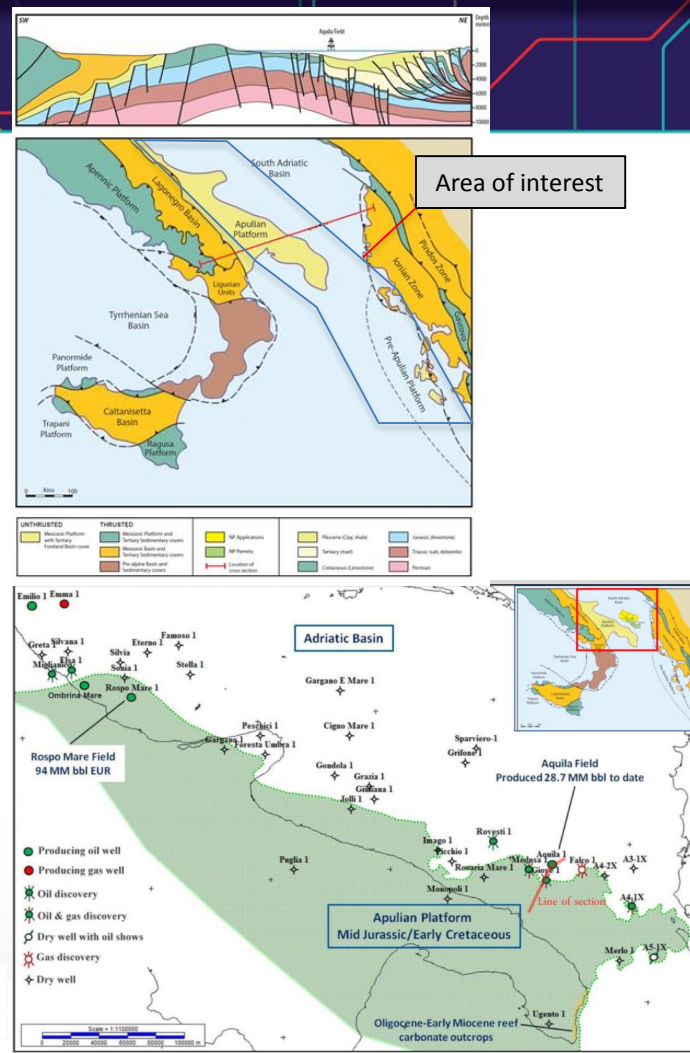 SW
Aquila Field
NE
Depth
meters
0
2000
4000
6000
8000
10000
Area of interest
South Adriatic
Basin
Apennic Platform
Lagonegro Basin
Apulian
Platform
Ligurian
Units
Tyrrhenian Sea
Basin
Ionian Zone
Pindos Zone
Gavrovo
Pre-Apulian Platform
Panormide
Platform
Caltanisetta
Basin
Trapani
Platform
Ragusa
Platform
0 Kms 100
UNTHRUSTED
Mesozoic Platform
with Tertiary
Foreland Basin cover
THRUSTED
Mesozoic Platform and
Tertiary Sedimentary covers
Mesozoic Basin and
Tertiary Sedimentary covers
Pre-alpine Basin and
Sedimentary covers
NP Applications
NP Permits
Location of
cross section
Pliocene (Clay, shale)
Tertiary (marl)
Cretaceous (Limestone)
Jurassic (limestone)
Triassic (salt, dolomite)
Permian
Emilio 1
Emma 1
Greta 1
Silvana 1
Miglianico
Elsa 1
Silvia
Eterno 1
Famoso 1
Sonia 1
Stella 1
Ombrina Mare
Rospo Mare 1
Adriatic Basin
Gargano E Mare 1
Rospo Mare Field
94 MM bbl EUR
Peschici 1
Gargano 1
Foresta Umbra 1
Cigno Mare 1
Sparviero-1
Grifone 1
Gondola 1
Grazia 1
Giuliana 1
Jolli 1
Aquila Field
Produced 28.7 MM bbl to date
Rovesti 1
Imago 1
Picchio 1
Rosaria Mare 1
Medusa 1
Aquila 1
Giove 1
Falco 1
A4-2X
A3-1X
A4-1X
Puglia 1
Monopoli 1
Line of section
Apulian Platform
Mid Jurassic/Early Cretaceous
Merlo 1
A5-1X
Ugento 1
Oligocene-Early Miocene reef
carbonate outcrops
Producing oil well
Producing gas well
Oil discovery
Oil & gas discovery
Dry well with oil shows
Gas discovery
Dry well
Scale = 1:1100000
0 20000 40000 60000 80000 100000 m